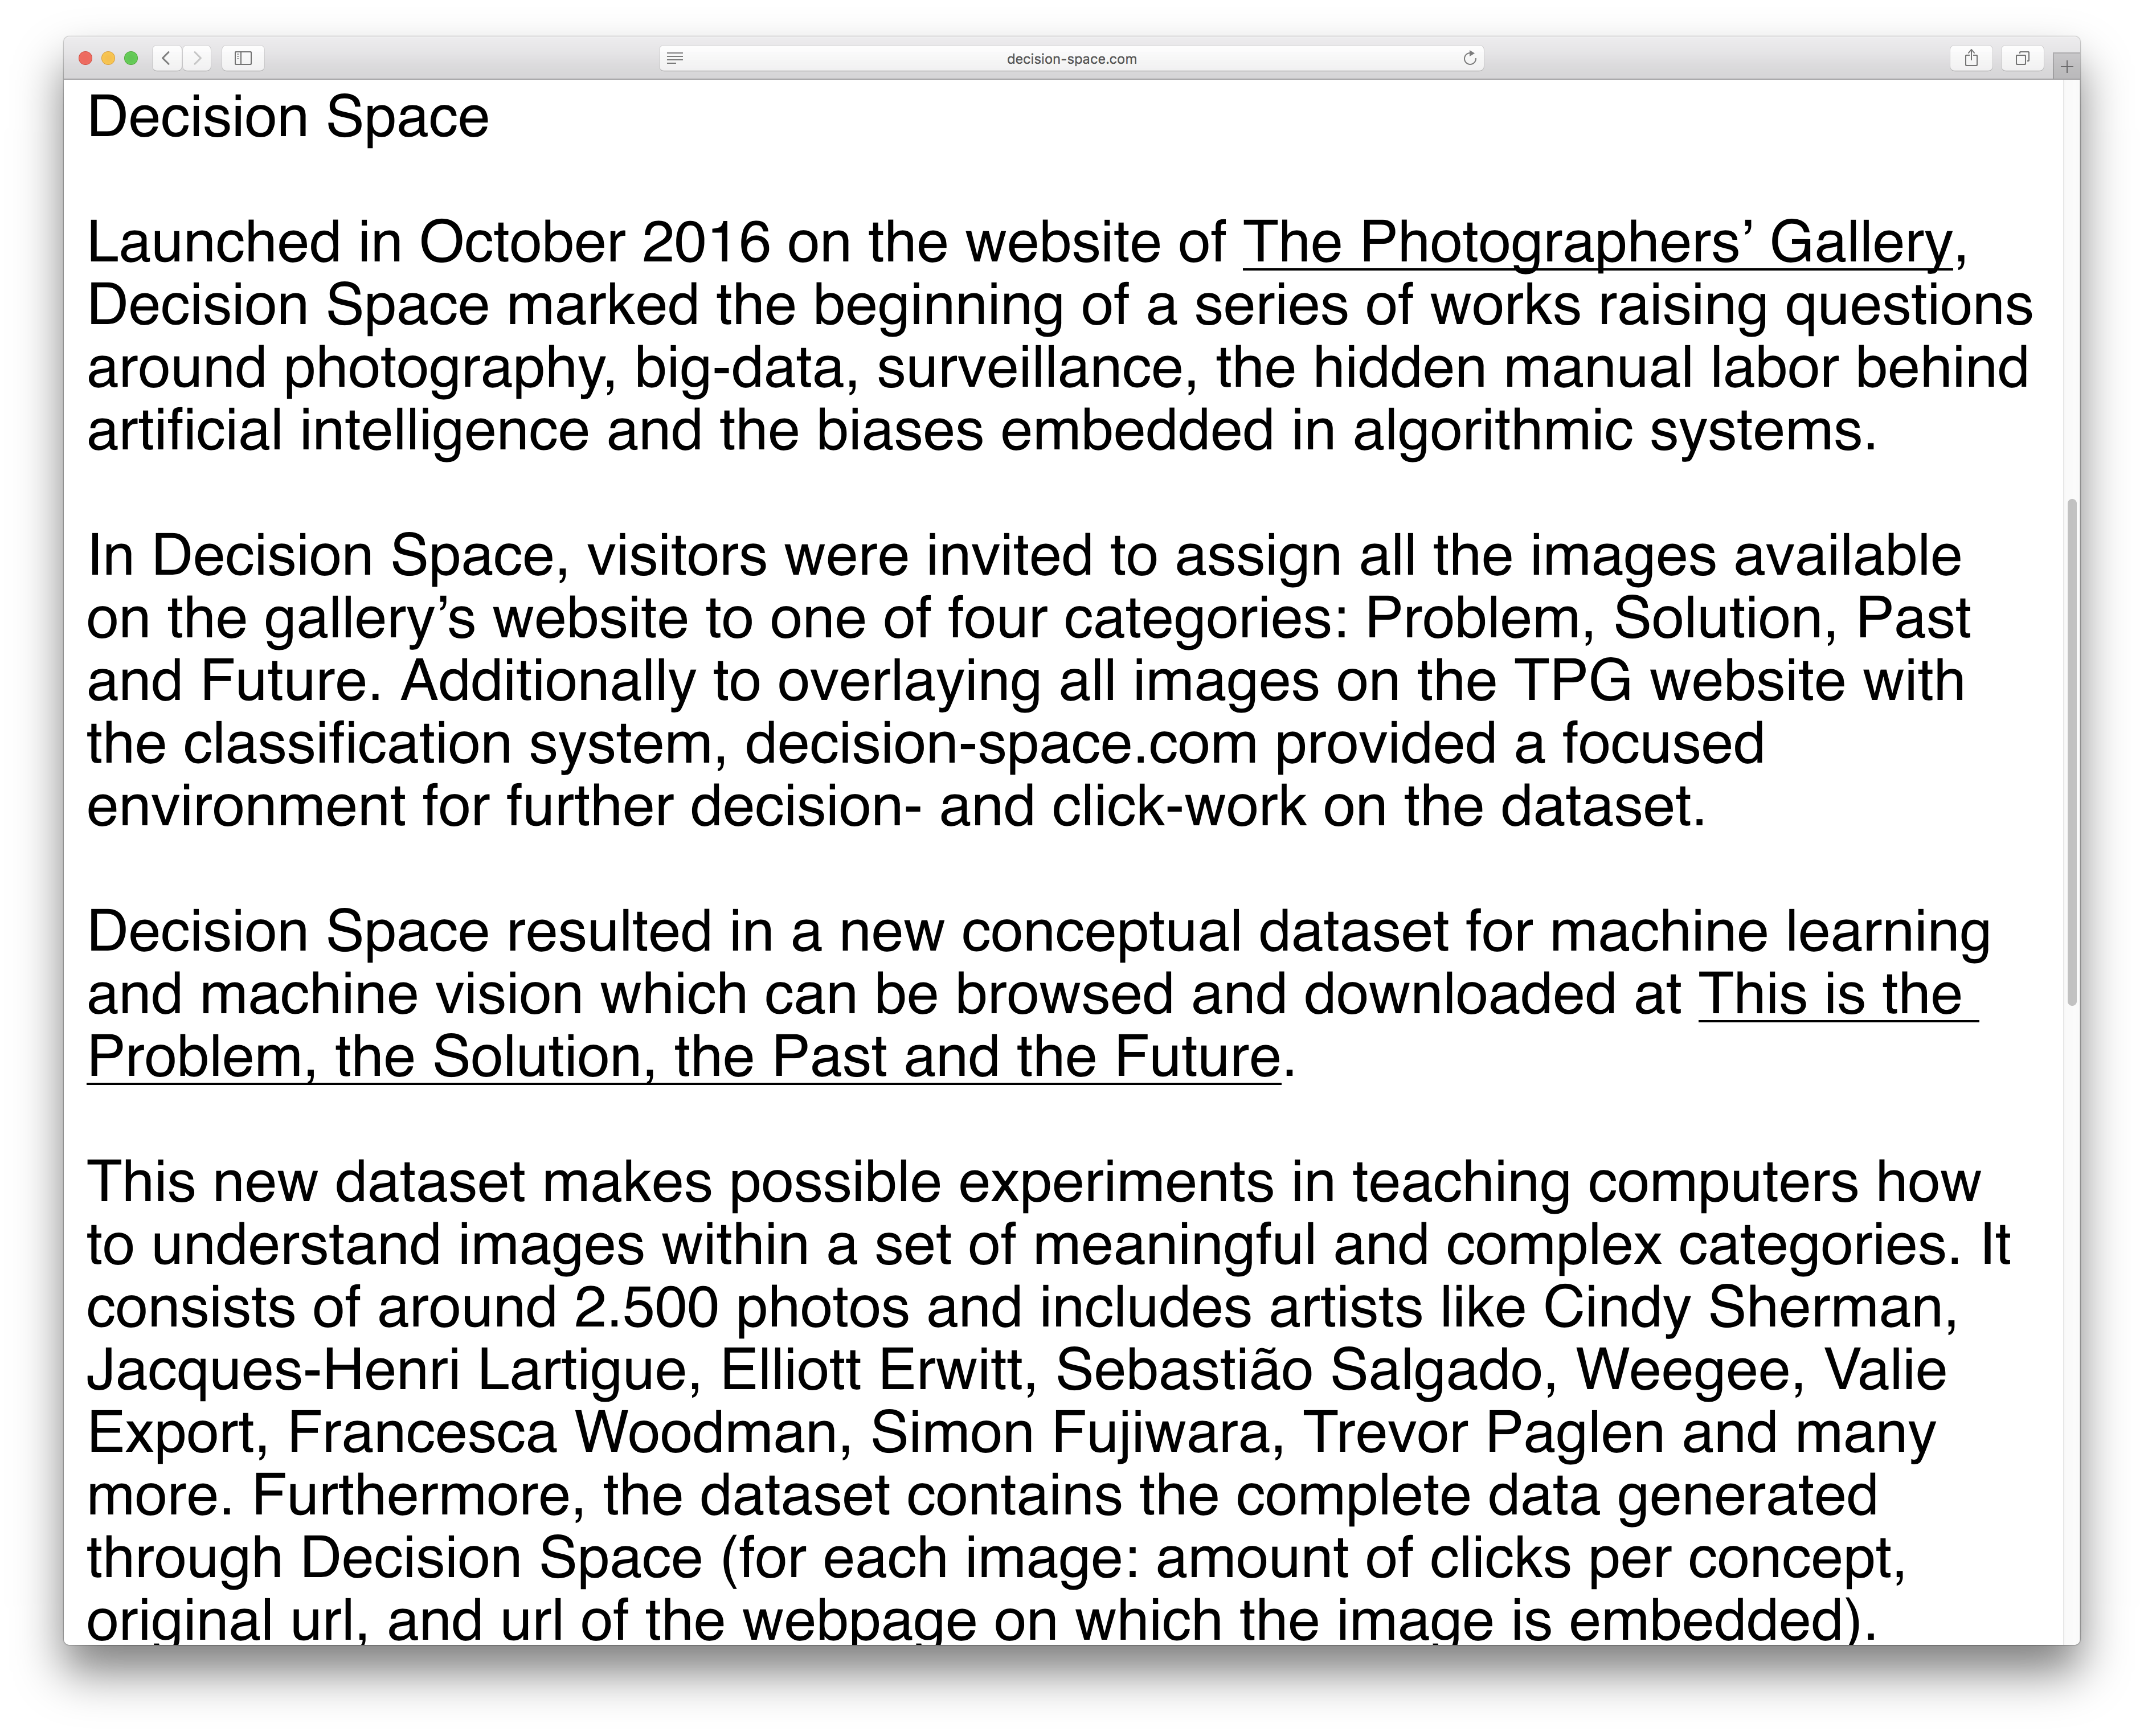 decision-space.com
Decision Space
Launched in October 2016 on the website of The Photographers’ Gallery,
Decision Space marked the beginning of a series of works raising questions
around photography, big-data, surveillance, the hidden manual labor behind
artificial intelligence and the biases embedded in algorithmic systems.
In Decision Space, visitors were invited to assign all the images available
on the gallery’s website to one of four categories: Problem, Solution, Past
and Future. Additionally to overlaying all images on the TPG website with
the classification system, decision-space.com provided a focused
environment for further decision- and click-work on the dataset.
Decision Space resulted in a new conceptual dataset for machine learning
and machine vision which can be browsed and downloaded at This is the
Problem, the Solution, the Past and the Future.
This new dataset makes possible experiments in teaching computers how
to understand images within a set of meaningful and complex categories. It
consists of around 2.500 photos and includes artists like Cindy Sherman,
Jacques-Henri Lartigue, Elliott Erwitt, Sebastião Salgado, Weegee, Valie
Export, Francesca Woodman, Simon Fujiwara, Trevor Paglen and many
more. Furthermore, the dataset contains the complete data generated
through Decision Space (for each image: amount of clicks per concept,
original url, and url of the webpage on which the image is embedded).